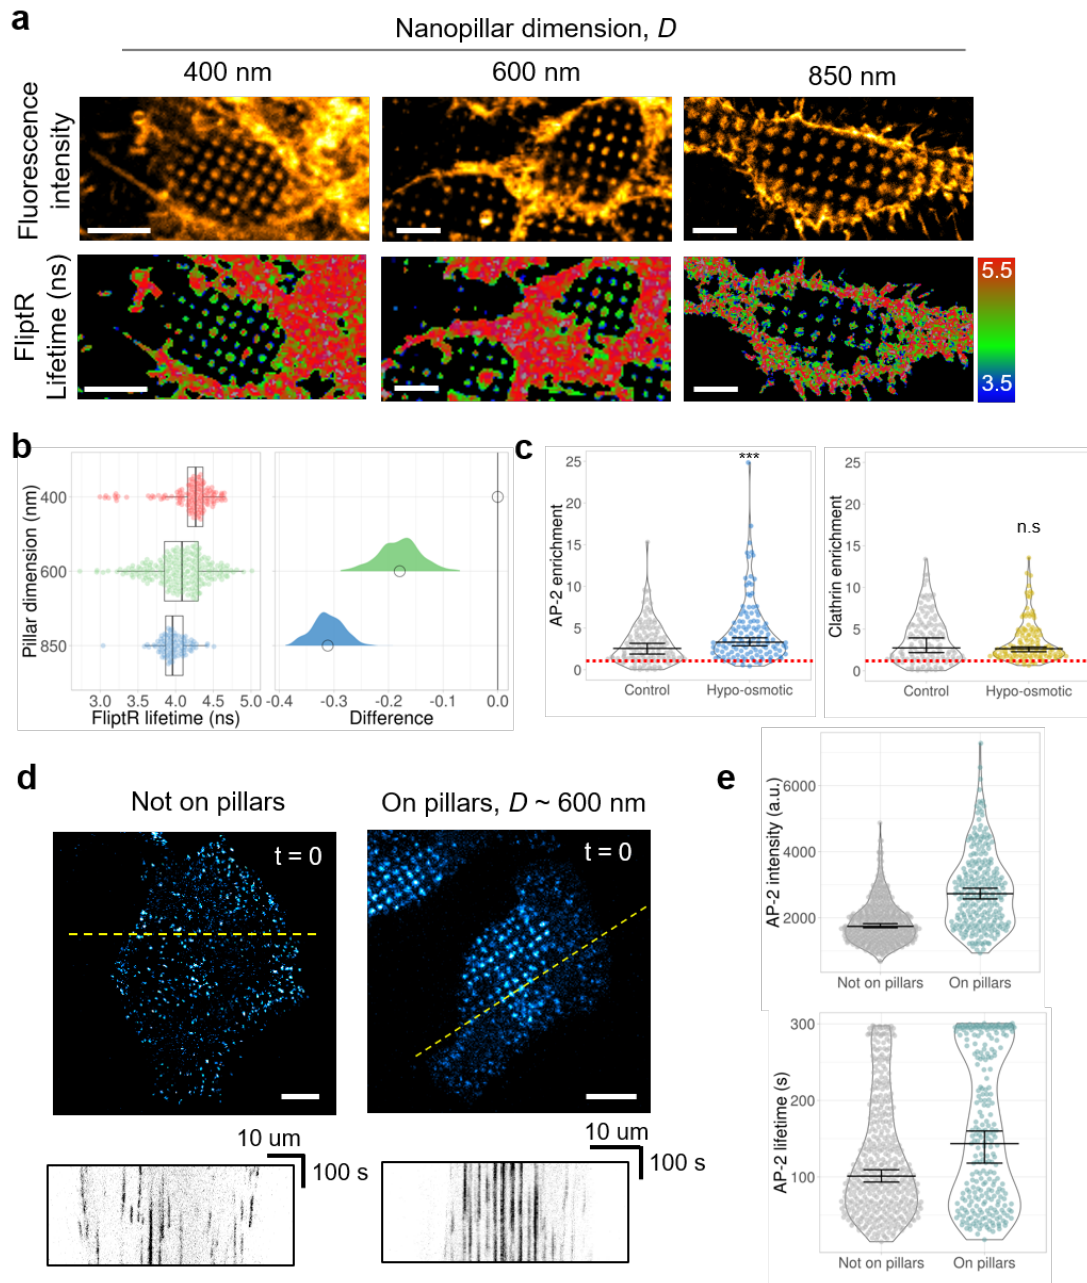 a
Nanopillar dimension, D
400 nm
600 nm
850 nm
Fluorescence
intensity
FliptR
Lifetime (ns)
5.5
3.5
b
Piillar dimension (nm)
400
600
850
3.0 3.5 4.0 4.5 5.0
FliptR lifetime (ns)
-0.4 -0.3 -0.2 -0.1 0.0
Difference
c
AP-2 enrichment
25
20
15
10
5
0
***
Control
Hypo-osmotic
Clathrin enrichment
25
20
15
10
5
0
n.s
Control
Hypo-osmotic
d
Not on pillars
On pillars, D ~ 600 nm
t = 0
t = 0
10 um
100 s
10 um
100 s
e
AP-2 intensity (a.u.)
6000
4000
2000
Not on pillars
On pillars
AP-2 lifetime (s)
300
200
100
Not on pillars
On pillars